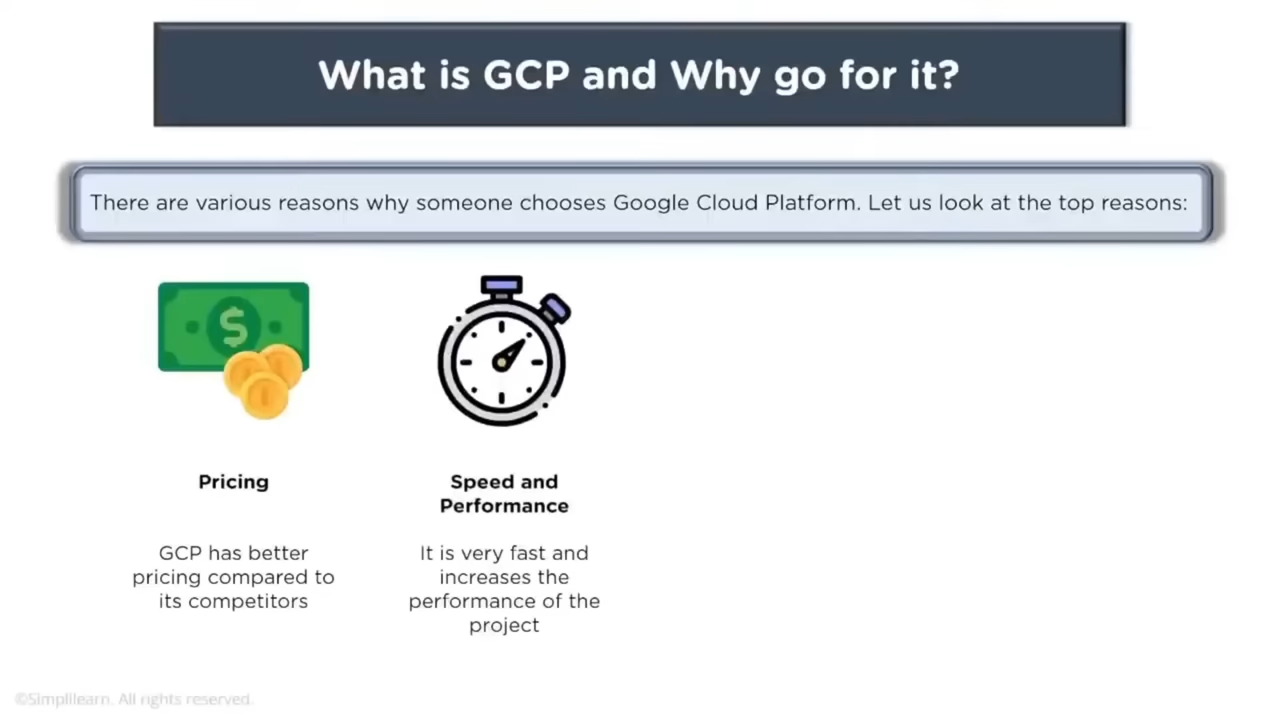 What is GCP and Why go for it?
There are various reasons why someone chooses Google Cloud Platform. Let us look at the top reasons:
$
Pricing
GCP has better
pricing compared to
its competitors
Speed and
Performance
It is very fast and
increases the
performance of the
project
©Simplilearn. All rights reserved.